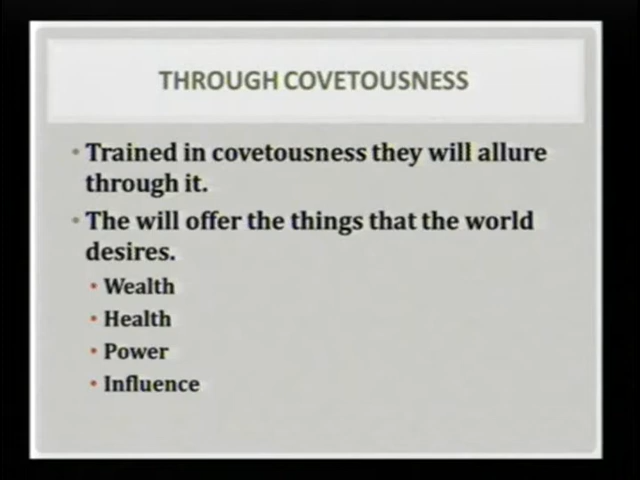 THROUGH COVETOUSNESS
• Trained in covetousness they will allure
through it.
• The will offer the things that the world
desires.
• Wealth
• Health
• Power
• Influence